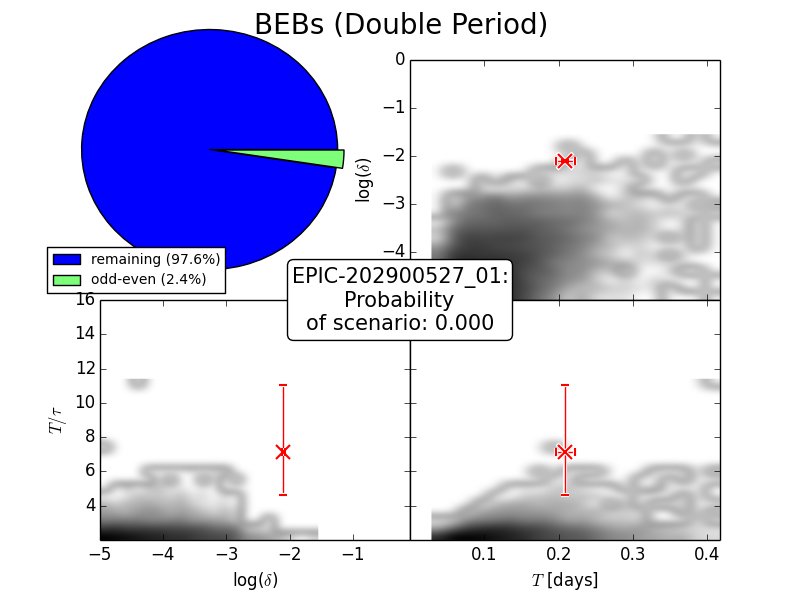 BEBs (Double Period)
remaining (97.6%)
odd-even (2.4%)
0
−1
−2
−3
−4
log(δ)
EPIC-202900527_01:
Probability
of scenario: 0.000
16
14
12
10
8
6
4
T/τ
−5
−4
−3
−2
−1
log(δ)
0.1
0.2
0.3
0.4
T [days]